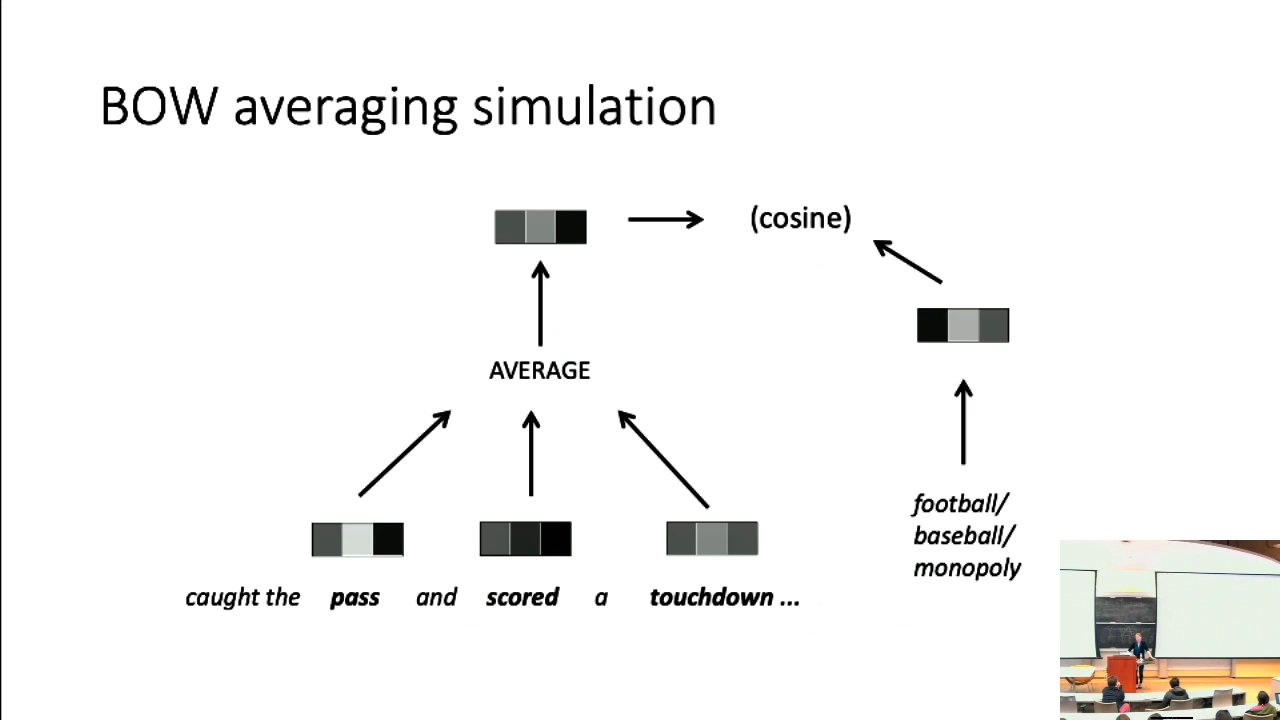 BOW averaging simulation
(cosine)
AVERAGE
football/
baseball/
monopoly
caught the pass and scored a touchdown ...